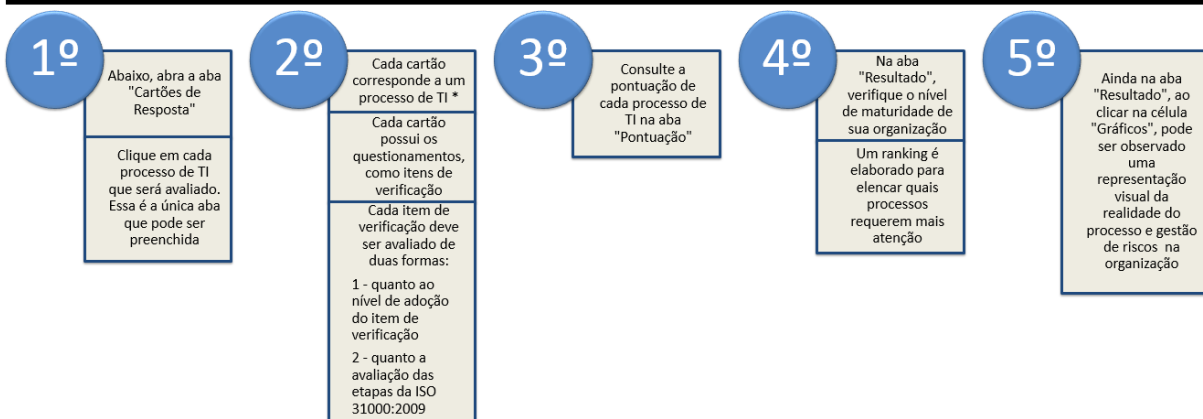 1º
Abaixo, abra a aba
"Cartões de
Resposta"
Clique em cada
processo de TI
que será avaliado.
Essa é a única aba
que pode ser
preenchida
2º
Cada cartão
corresponde a um
processo de TI *
Cada cartão
possui os
questionamentos,
como itens de
verificação
Cada item de
verificação deve
ser avaliado de
duas formas:
1 - quanto ao
nível de adoção
do item de
verificação
2 - quanto a
avaliação das
etapas da ISO
31000:2009
3º
Consulte a
pontuação de
cada processo de
TI na aba
"Pontuação"
4º
Na aba
"Resultado",
verifique o nível
de maturidade de
sua organização
Um ranking é
elaborado para
elencar quais
processos
requerem mais
atenção
5º
Ainda na aba
"Resultado", ao
clicar na célula
"Gráficos", pode
ser observado
uma
representação
visual da
realidade do
processo e gestão
de riscos na
organização